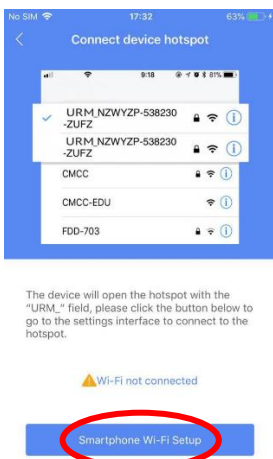 No SIM 17:32 63%
Connect device hotspot
9:18 81%
URM_NZWYZP-538230
-ZUFZ
URM_NZWYZP-538230
-ZUFZ
CMCC
CMCC-EDU
FDD-703
The device will open the hotspot with the
"URM_" field, please click the button below to
go to the settings interface to connect to the
hotspot.
Wi-Fi not connected
Smartphone Wi-Fi Setup